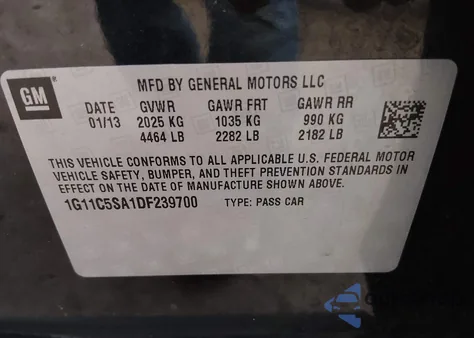 GM
MFD BY GENERAL MOTORS LLC
DATE GVWR GAWR FRT GAWR RR
01/13 2025 KG 1035 KG 990 KG
4464 LB 2282 LB 2182 LB
THIS VEHICLE CONFORMS TO ALL APPLICABLE U.S. FEDERAL MOTOR
VEHICLE SAFETY, BUMPER, AND THEFT PREVENTION STANDARDS IN
EFFECT ON THE DATE OF MANUFACTURE SHOWN ABOVE.
1G11C5SA1DF239700 TYPE: PASS CAR